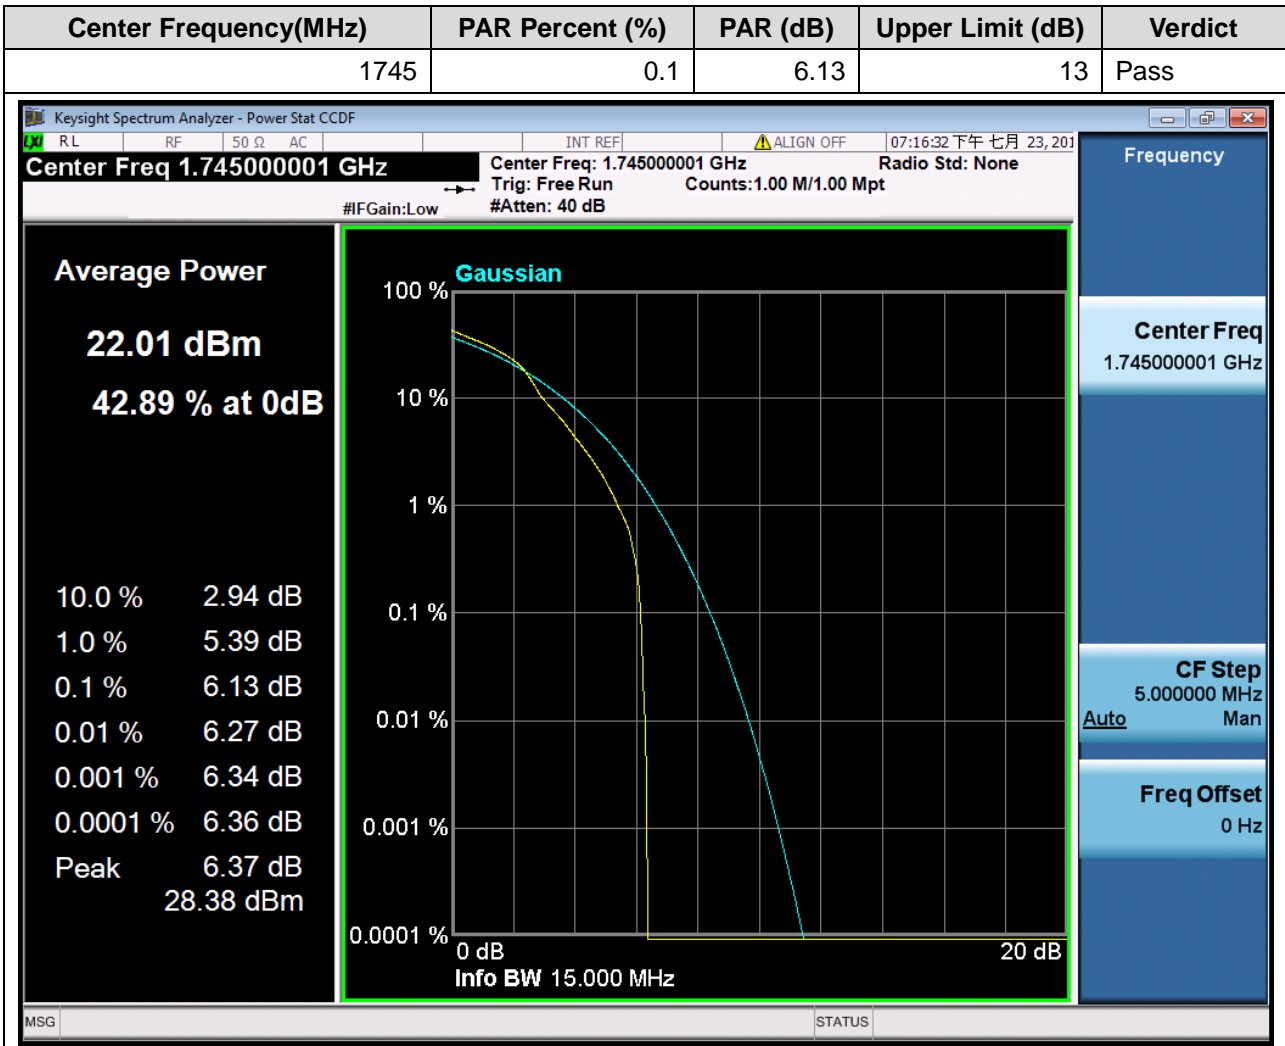 Center Frequency(MHz) PAR Percent (%) PAR (dB) Upper Limit (dB) Verdict
1745 0.1 6.13 13 Pass
Keysight Spectrum Analyzer - Power Stat CCDF
LXI RL RF 50 Ω AC INT REF ALIGN OFF 07:16:32下午 七月 23, 201
Center Freq 1.745000001 GHz
Center Freq: 1.745000001 GHz Radio Std: None
Trig: Free Run Counts:1.00 M/1.00 Mpt
#IFGain:Low #Atten: 40 dB
Frequency
Average Power
22.01 dBm
42.89 % at 0dB
10.0 % 2.94 dB
1.0 % 5.39 dB
0.1 % 6.13 dB
0.01 % 6.27 dB
0.001 % 6.34 dB
0.0001 % 6.36 dB
Peak 6.37 dB
28.38 dBm
Gaussian
100 %
10 %
1 %
0.1 %
0.01 %
0.001 %
0.0001 %
0 dB 20 dB
Info BW 15.000 MHz
Center Freq
1.745000001 GHz
CF Step
5.000000 MHz
Auto Man
Freq Offset
0 Hz
MSG STATUS